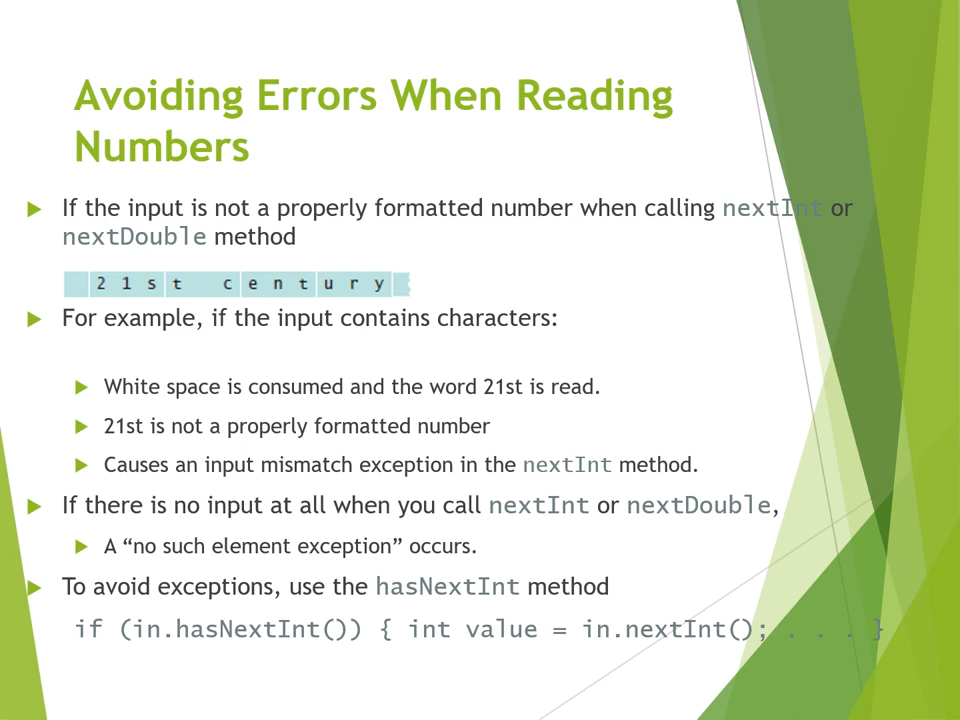 Avoiding Errors When Reading
Numbers
If the input is not a properly formatted number when calling nextInt or
nextDouble method
21st century
For example, if the input contains characters:
White space is consumed and the word 21st is read.
21st is not a properly formatted number
Causes an input mismatch exception in the nextInt method.
If there is no input at all when you call nextInt or nextDouble,
A “no such element exception” occurs.
To avoid exceptions, use the hasNextInt method
if (in.hasNextInt()) { int value = in.nextInt(); . . . }